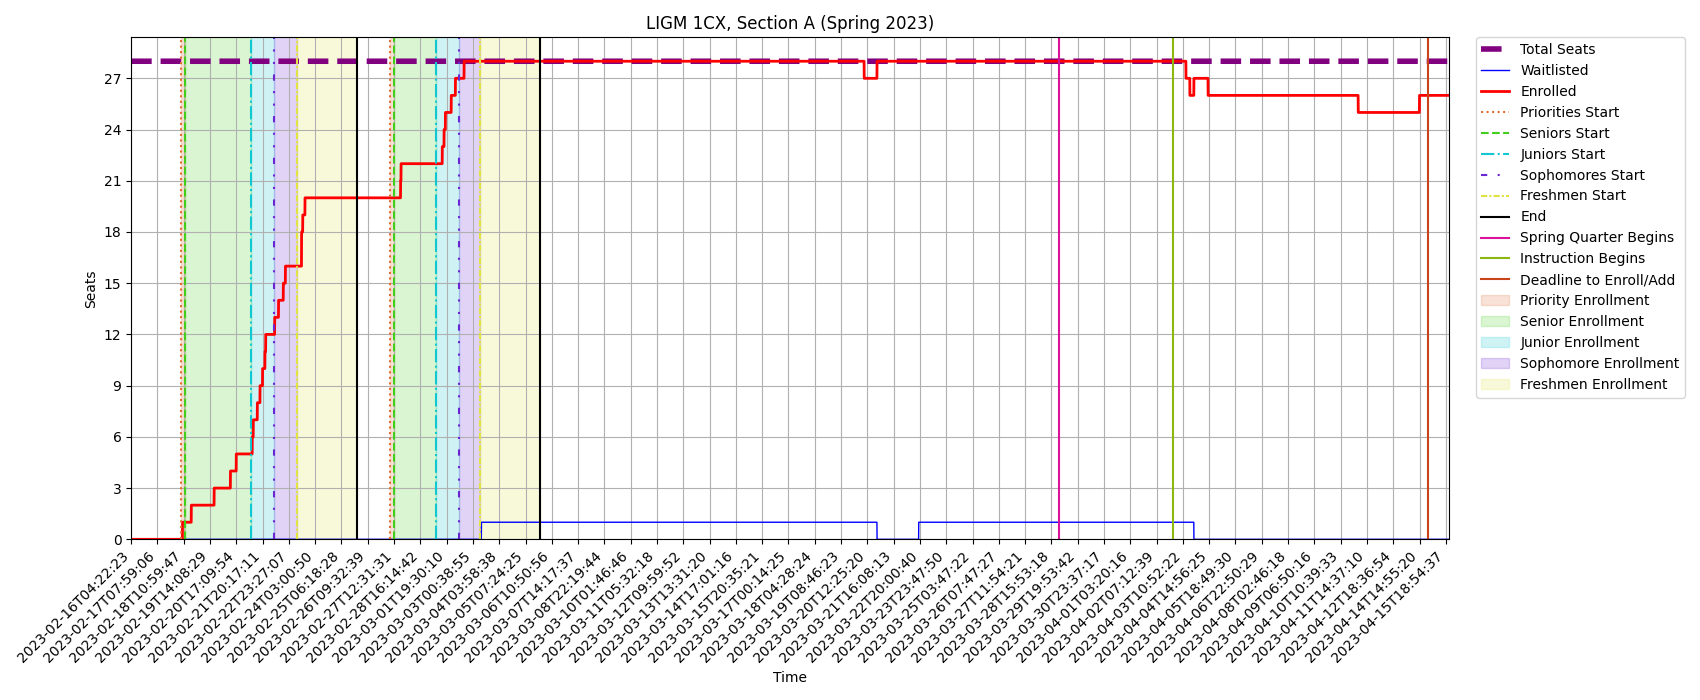 LIGM 1CX, Section A (Spring 2023)
Total Seats
Waitlisted
Enrolled
Priorities Start
Seniors Start
Juniors Start
Sophomores Start
Freshmen Start
End
Spring Quarter Begins
Instruction Begins
Deadline to Enroll/Add
Priority Enrollment
Senior Enrollment
Junior Enrollment
Sophomore Enrollment
Freshmen Enrollment
Seats
27
24
21
18
15
12
9
6
3
0
2023-02-16T04:22:23
2023-02-17T07:59:06
2023-02-18T10:59:47
2023-02-19T14:08:29
2023-02-20T17:09:54
2023-02-21T20:17:11
2023-02-22T23:27:07
2023-02-24T03:00:50
2023-02-25T06:18:28
2023-02-26T09:32:39
2023-02-27T12:31:31
2023-02-28T16:14:42
2023-03-01T19:30:16
2023-03-03T00:38:55
2023-03-04T03:58:38
2023-03-05T07:24:25
2023-03-06T10:50:56
2023-03-07T14:17:37
2023-03-08T22:19:44
2023-03-10T01:46:46
2023-03-11T05:32:18
2023-03-12T09:59:52
2023-03-13T13:31:20
2023-03-14T17:01:16
2023-03-15T20:35:21
2023-03-17T00:14:25
2023-03-18T04:28:24
2023-03-19T08:46:23
2023-03-20T12:25:20
2023-03-21T16:08:13
2023-03-22T20:00:40
2023-03-23T23:47:50
2023-03-25T03:47:22
2023-03-26T07:47:27
2023-03-27T11:54:21
2023-03-28T15:53:18
2023-03-29T19:53:42
2023-03-30T23:37:17
2023-04-01T03:20:16
2023-04-02T07:12:39
2023-04-03T10:52:22
2023-04-04T14:56:25
2023-04-05T18:49:30
2023-04-06T22:50:29
2023-04-08T02:46:18
2023-04-09T06:50:16
2023-04-10T10:39:33
2023-04-11T14:37:10
2023-04-12T18:36:54
2023-04-14T14:55:20
2023-04-15T18:54:37
Time